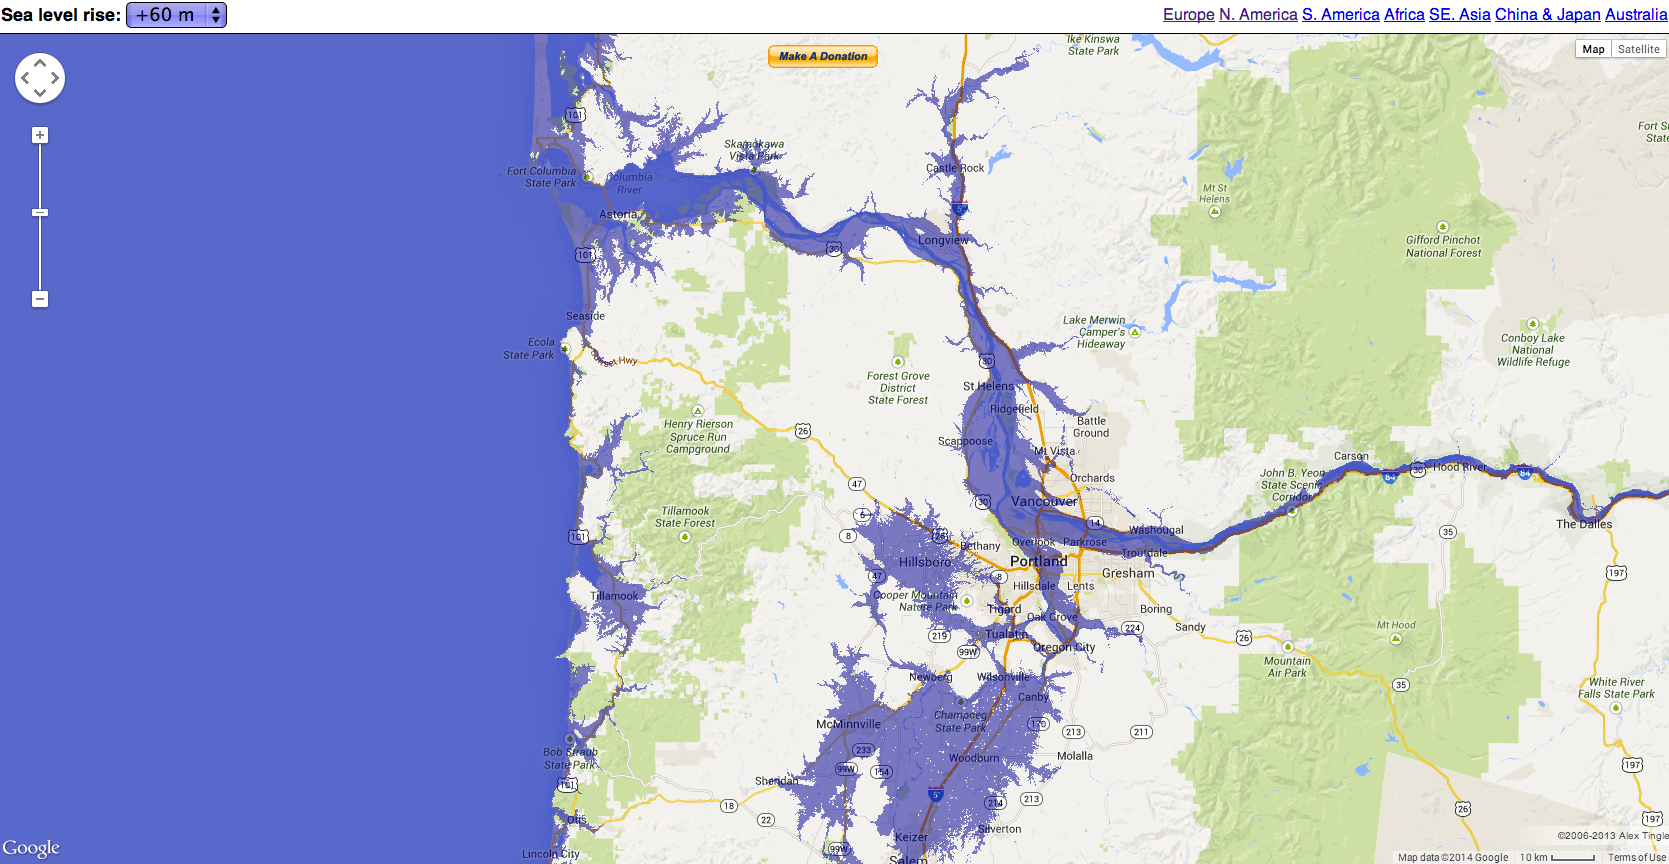 Sea level rise: +60 m
Europe N. America S. America Africa SE. Asia China & Japan Australia
Make A Donation
Map Satellite
Ike Kinswa
State Park
101
Skamokawa
Vista Park
Castle Rock
Fort Columbia
State Park
Columbia
River
Mt St
Helens
5
Astoria
Gifford Pinchot
National Forest
Longview
30
101
Seaside
Lake Merwin
Camper's
Hideaway
Ecola
State Park
Sunset Hwy
Conboy Lake
National
Wildlife Refuge
30
St Helens
Forest Grove
District
State Forest
Ridgefield
Henry Rierson
Spruce Run
Campground
26
Battle
Ground
Scappoose
Mt Vista
Carson
Hood River
John B. Yeon
State Scenic
Corridor
84
30
84
Orchards
47
30
Vancouver
Tillamook
State Forest
6
14
Washougal
The Dalles
101
8
26
Bethany
Overlook
Parkrose
Troutdale
35
Hillsboro
Portland
Gresham
47
8
Hillsdale
Lents
197
Cooper Mountain
Nature Park
Tillamook
Tigard
Oak Grove
Boring
219
Tualatin
224
Sandy
26
Mt Hood
99W
Oregon City
Mountain
Air Park
Newberg
Wilsonville
35
White River
Falls State Park
Canby
Champoeg
State Park
McMinnville
170
213
211
Bob Straub
State Park
233
Woodburn
Molalla
99W
154
197
101
Sheridan
5
214
213
18
26
22
Otis
Silverton
197
Keizer
99W
Lincoln City
Salem
Google
©2006-2013 Alex Tingle
Map data ©2014 Google
10 km
Terms of Use